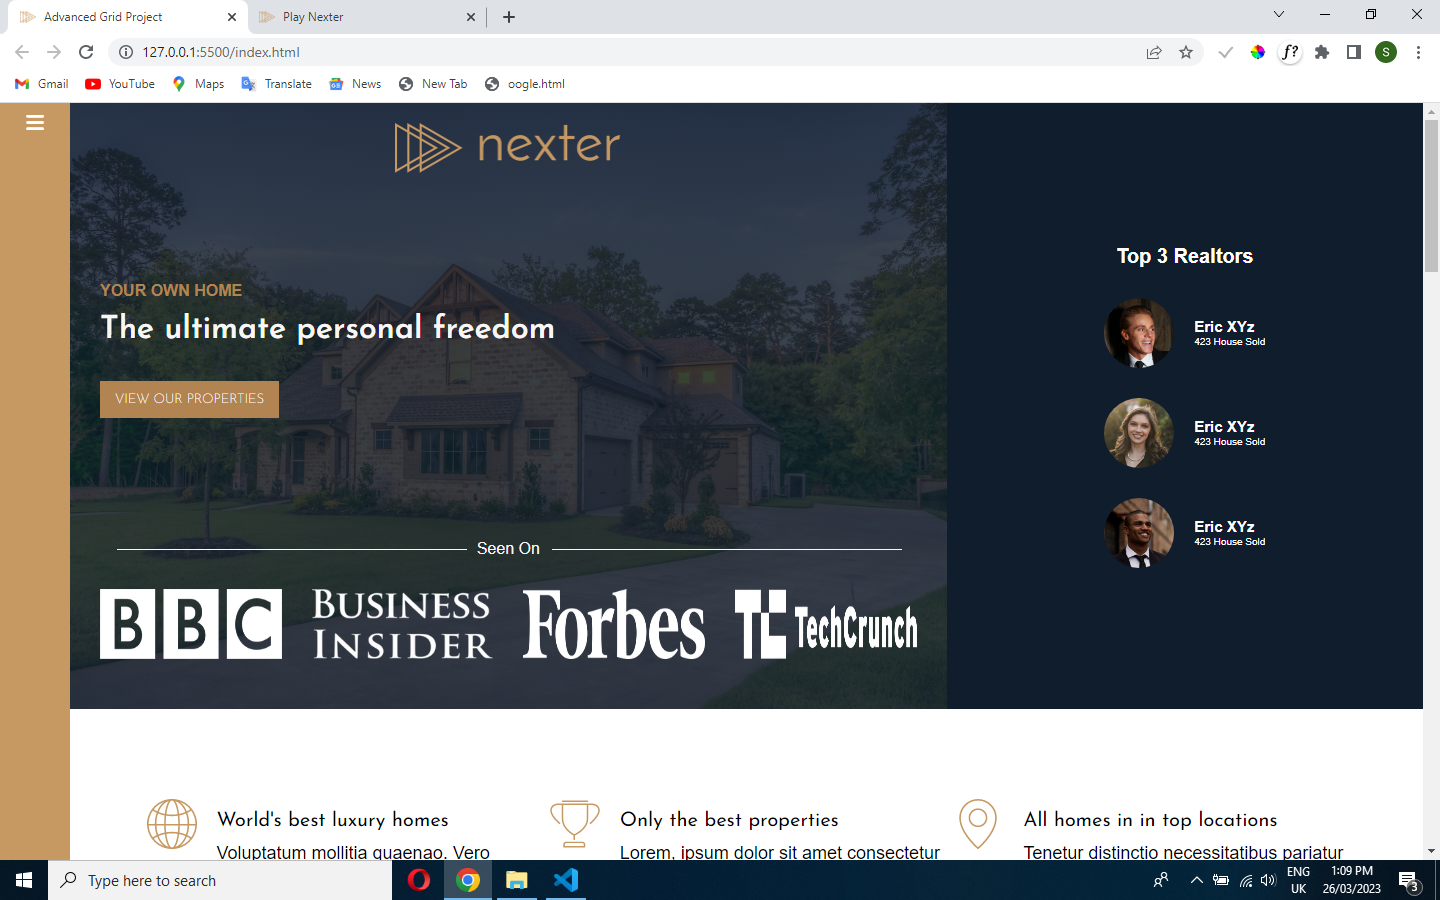 Advanced Grid Project
Play Nexter
127.0.0.1:5500/index.html
f?
S
Gmail
YouTube
Maps
Translate
News
New Tab
oogle.html
nexter
YOUR OWN HOME
The ultimate personal freedom
VIEW OUR PROPERTIES
Seen On
BBC
BUSINESS
INSIDER
Forbes
TC TechCrunch
Top 3 Realtors
Eric XYz
423 House Sold
Eric XYz
423 House Sold
Eric XYz
423 House Sold
World's best luxury homes
Voluptatum mollitia quaenao. Vero
Only the best properties
Lorem, ipsum dolor sit amet consectetur
All homes in in top locations
Tenetur distinctio necessitatibus pariatur
Type here to search
ENG
UK
1:09 PM
26/03/2023
3